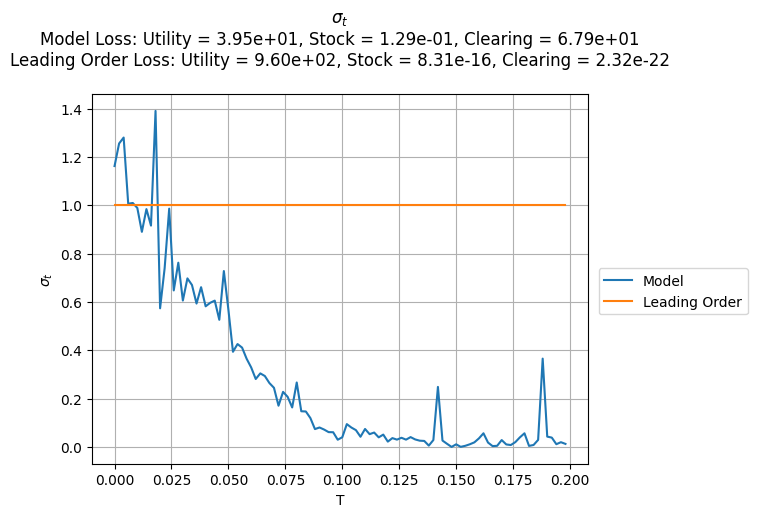 σt
Model Loss: Utility = 3.95e+01, Stock = 1.29e-01, Clearing = 6.79e+01
Leading Order Loss: Utility = 9.60e+02, Stock = 8.31e-16, Clearing = 2.32e-22
1.4
1.2
1.0
0.8
0.6
0.4
0.2
0.0
σt
0.000 0.025 0.050 0.075 0.100 0.125 0.150 0.175 0.200
T
Model
Leading Order